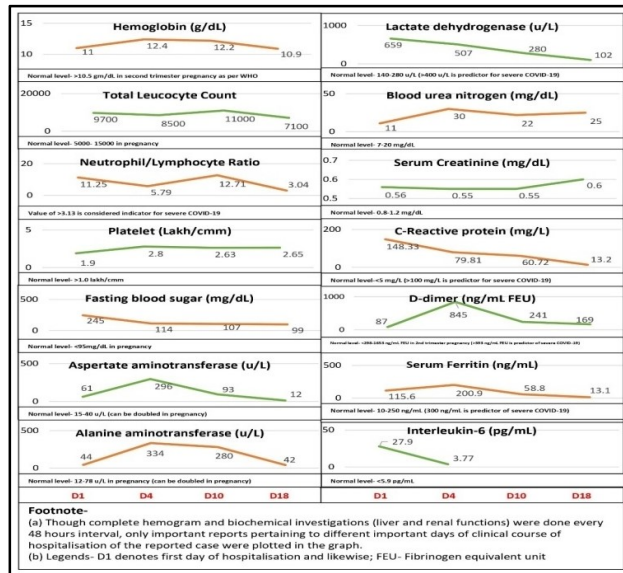 Hemoglobin (g/dL)
15
10
11
12.4
12.2
10.9
Normal level- >10.5 gm/dL in second trimester pregnancy as per WHO
Total Leucocyte Count
20000
0
9700
8500
11000
7100
Normal level- 5000- 15000 in pregnancy
Neutrophil/Lymphocyte Ratio
20
0
11.25
5.79
12.71
3.04
Value of >3.13 is considered indicator for severe COVID-19
Platelet (Lakh/cmm)
5
0
1.9
2.8
2.63
2.65
Normal level- >1.0 lakh/cmm
Fasting blood sugar (mg/dL)
500
0
245
114
107
99
Normal level- <95mg/dL in pregnancy
Aspertate aminotransferase (u/L)
500
0
61
296
93
12
Normal level- 15-40 u/L (can be doubled in pregnancy)
Alanine aminotransferase (u/L)
500
0
44
334
280
42
Normal level- 12-78 u/L in pregnancy (can be doubled in pregnancy)
D1
D4
D10
D18
Lactate dehydrogenase (u/L)
1000
0
659
507
280
102
Normal level- 140-280 u/L (>400 u/L is predictor for severe COVID-19)
Blood urea nitrogen (mg/dL)
50
0
11
30
22
25
Normal level- 7-20 mg/dL
Serum Creatinine (mg/dL)
0.7
0.6
0.5
0.56
0.55
0.55
0.6
Normal level- 0.8-1.2 mg/dL
C-Reactive protein (mg/L)
200
0
148.33
79.81
60.72
13.2
Normal level-<5 mg/L (>100 mg/L is predictor for severe COVID-19)
D-dimer (ng/mL FEU)
1000
0
87
845
241
169
Serum Ferritin (ng/mL)
500
0
115.6
200.9
58.8
13.1
Normal level- 10-250 ng/mL (300 ng/mL is predictor of severe COVID-19)
Interleukin-6 (pg/mL)
50
0
27.9
3.77
Normal level- <5.9 pg/mL
D1
D4
D10
D18
Footnote-
(a) Though complete hemogram and biochemical investigations (liver and renal functions) were done every
48 hours interval, only important reports pertaining to different important days of clinical course of
hospitalisation of the reported case were plotted in the graph.
(b) Legends- D1 denotes first day of hospitalisation and likewise; FEU- Fibrinogen equivalent unit